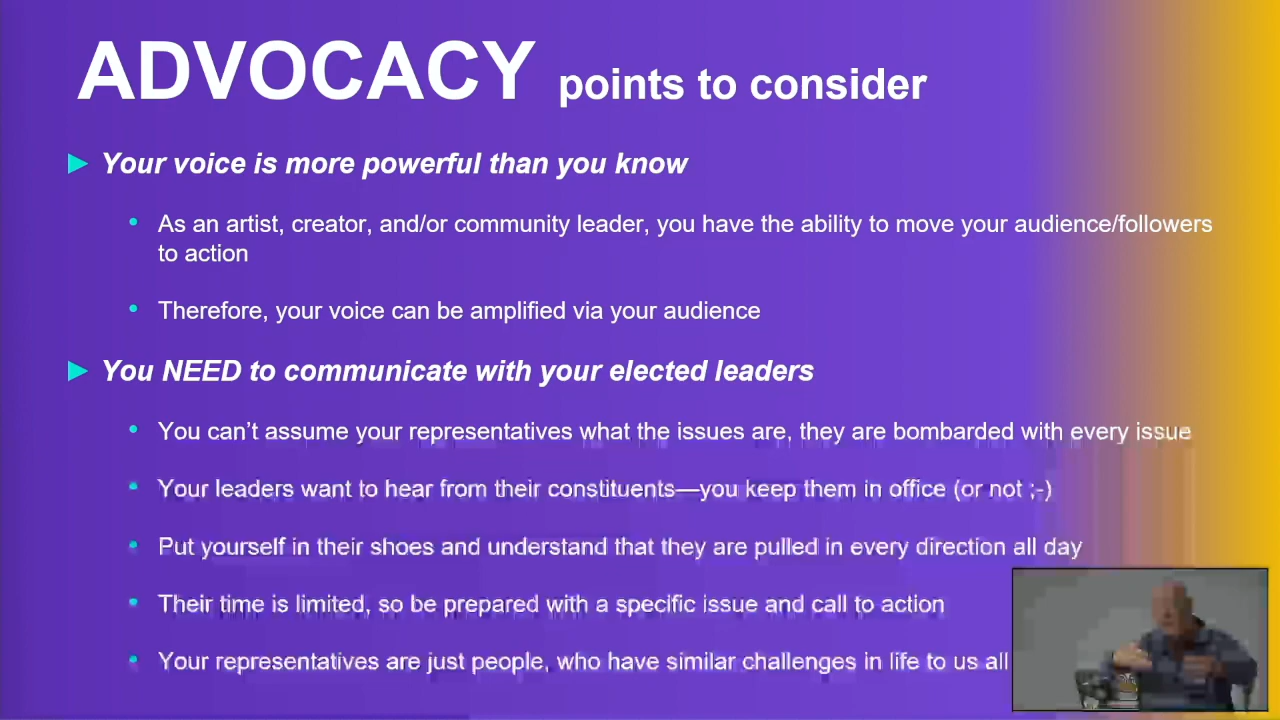 ADVOCACY points to consider
Your voice is more powerful than you know
As an artist, creator, and/or community leader, you have the ability to move your audience/followers
to action
Therefore, your voice can be amplified via your audience
You NEED to communicate with your elected leaders
You can’t assume your representatives what the issues are, they are bombarded with every issue
Your leaders want to hear from their constituents—you keep them in office (or not ;-)
Put yourself in their shoes and understand that they are pulled in every direction all day
Their time is limited, so be prepared with a specific issue and call to action
Your representatives are just people, who have similar challenges in life to us all